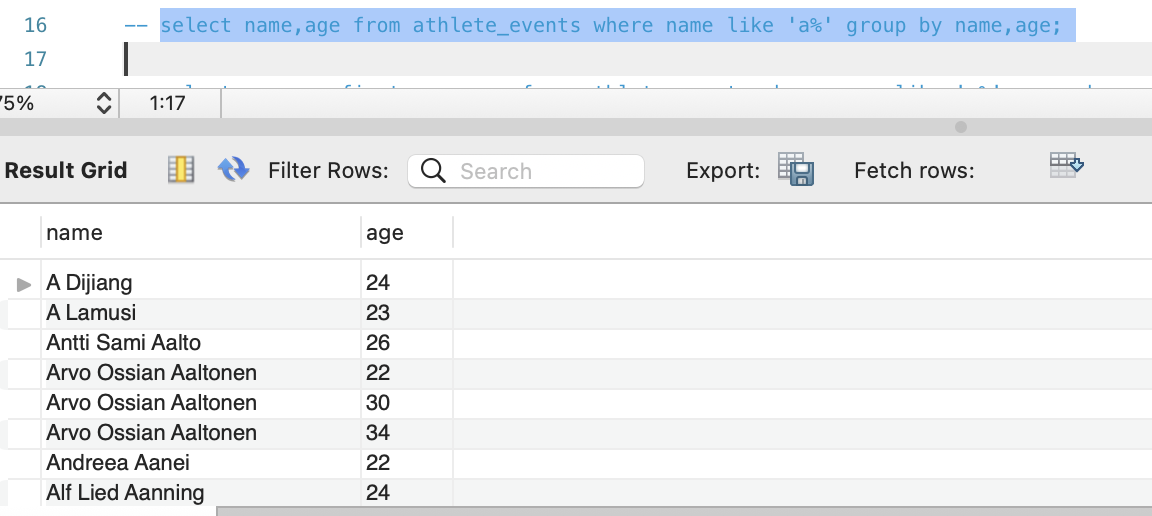 16 -- select name,age from athlete_events where name like 'a%' group by name,age;
17
5% 1:17
Result Grid Filter Rows: Search Export: Fetch rows:
name age
A Dijiang 24
A Lamusi 23
Antti Sami Aalto 26
Arvo Ossian Aaltonen 22
Arvo Ossian Aaltonen 30
Arvo Ossian Aaltonen 34
Andreea Aanei 22
Alf Lied Aanning 24